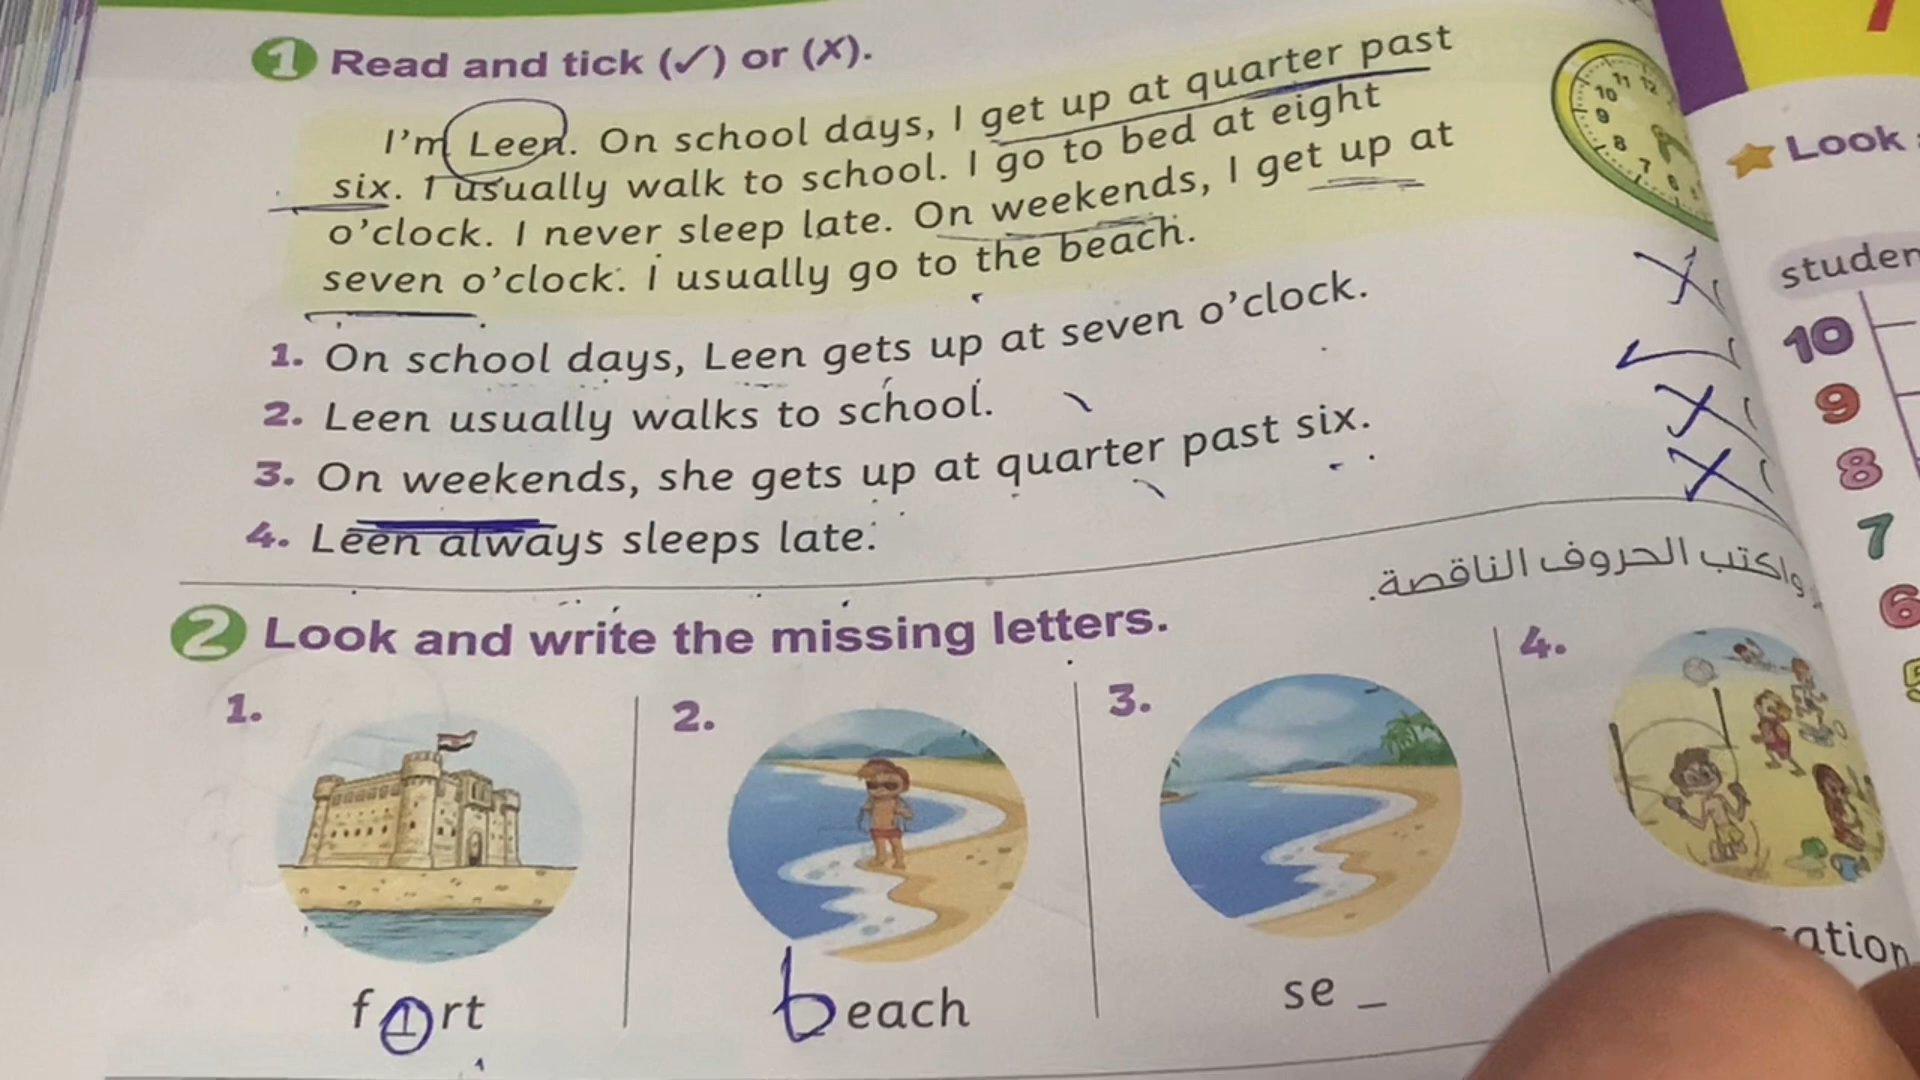 1 Read and tick (✓) or (✗).
I'm Leen. On school days, I get up at quarter past
six. I usually walk to school. I go to bed at eight
o'clock. I never sleep late. On weekends, I get up at
seven o'clock. I usually go to the beach.
1. On school days, Leen gets up at seven o'clock. ✗
2. Leen usually walks to school. ✓
3. On weekends, she gets up at quarter past six. ✗
4. Leen always sleeps late. ✗
واكتب الحروف الناقصة.
2 Look and write the missing letters.
1.
2.
3.
4.
fort
beach
se _
ation
Look
studen
10
9
8
7
6